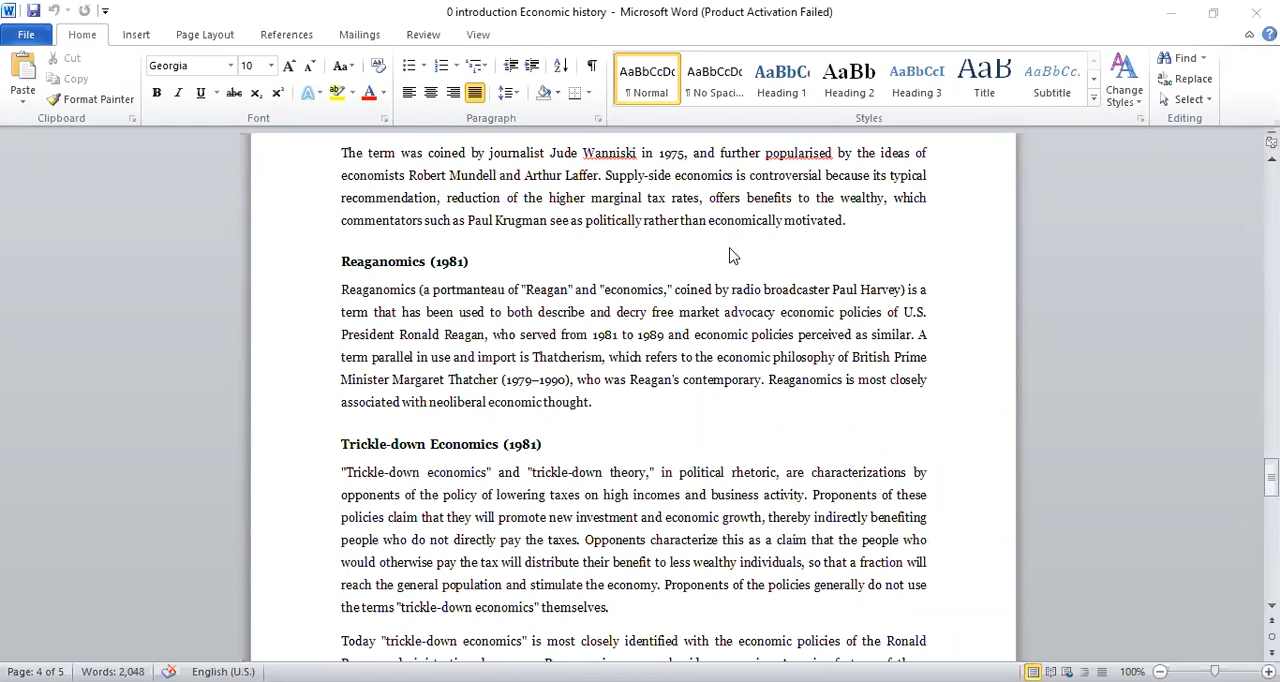 0 introduction Economic history - Microsoft Word (Product Activation Failed)
File Home Insert Page Layout References Mailings Review View
Paste
Cut
Copy
Format Painter
Clipboard
Georgia 10
Font
Paragraph
AaBbCcDc ¶ Normal
AaBbCcDc ¶ No Spaci...
AaBbC Heading 1
AaBb Heading 2
AaBbCcI Heading 3
AaB Title
AaBbCc. Subtitle
Change Styles
Styles
Find
Replace
Select
Editing
The term was coined by journalist Jude Wanniski in 1975, and further popularised by the ideas of
economists Robert Mundell and Arthur Laffer. Supply-side economics is controversial because its typical
recommendation, reduction of the higher marginal tax rates, offers benefits to the wealthy, which
commentators such as Paul Krugman see as politically rather than economically motivated.
Reaganomics (1981)
Reaganomics (a portmanteau of "Reagan" and "economics," coined by radio broadcaster Paul Harvey) is a
term that has been used to both describe and decry free market advocacy economic policies of U.S.
President Ronald Reagan, who served from 1981 to 1989 and economic policies perceived as similar. A
term parallel in use and import is Thatcherism, which refers to the economic philosophy of British Prime
Minister Margaret Thatcher (1979–1990), who was Reagan's contemporary. Reaganomics is most closely
associated with neoliberal economic thought.
Trickle-down Economics (1981)
"Trickle-down economics" and "trickle-down theory," in political rhetoric, are characterizations by
opponents of the policy of lowering taxes on high incomes and business activity. Proponents of these
policies claim that they will promote new investment and economic growth, thereby indirectly benefiting
people who do not directly pay the taxes. Opponents characterize this as a claim that the people who
would otherwise pay the tax will distribute their benefit to less wealthy individuals, so that a fraction will
reach the general population and stimulate the economy. Proponents of the policies generally do not use
the terms "trickle-down economics" themselves.
Today "trickle-down economics" is most closely identified with the economic policies of the Ronald
Page: 4 of 5 Words: 2,048 English (U.S.) 100%